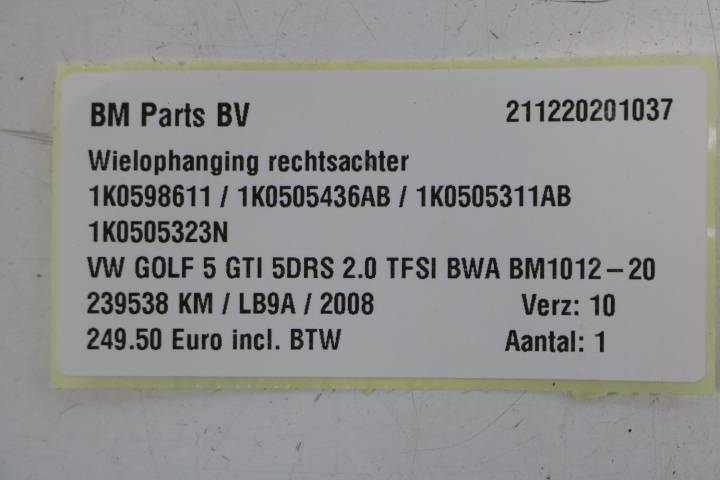 BM Parts BV 211220201037
Wielophanging rechtsachter
1K0598611 / 1K0505436AB / 1K0505311AB
1K0505323N
VW GOLF 5 GTI 5DRS 2.0 TFSI BWA BM1012-20
239538 KM / LB9A / 2008 Verz: 10
249.50 Euro incl. BTW Aantal: 1